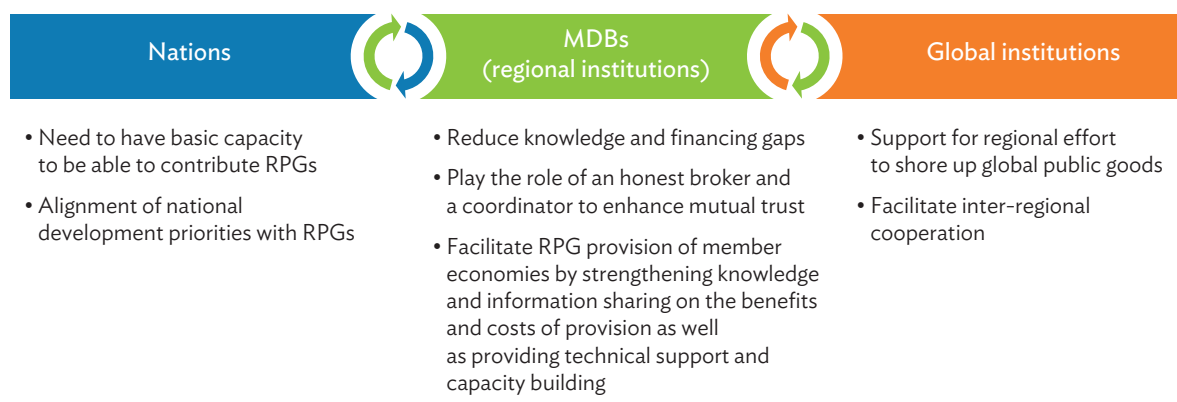 Nations
MDBs
(regional institutions)
Global institutions
• Need to have basic capacity
to be able to contribute RPGs
• Alignment of national
development priorities with RPGs
• Reduce knowledge and financing gaps
• Play the role of an honest broker and
a coordinator to enhance mutual trust
• Facilitate RPG provision of member
economies by strengthening knowledge
and information sharing on the benefits
and costs of provision as well
as providing technical support and
capacity building
• Support for regional effort
to shore up global public goods
• Facilitate inter-regional
cooperation